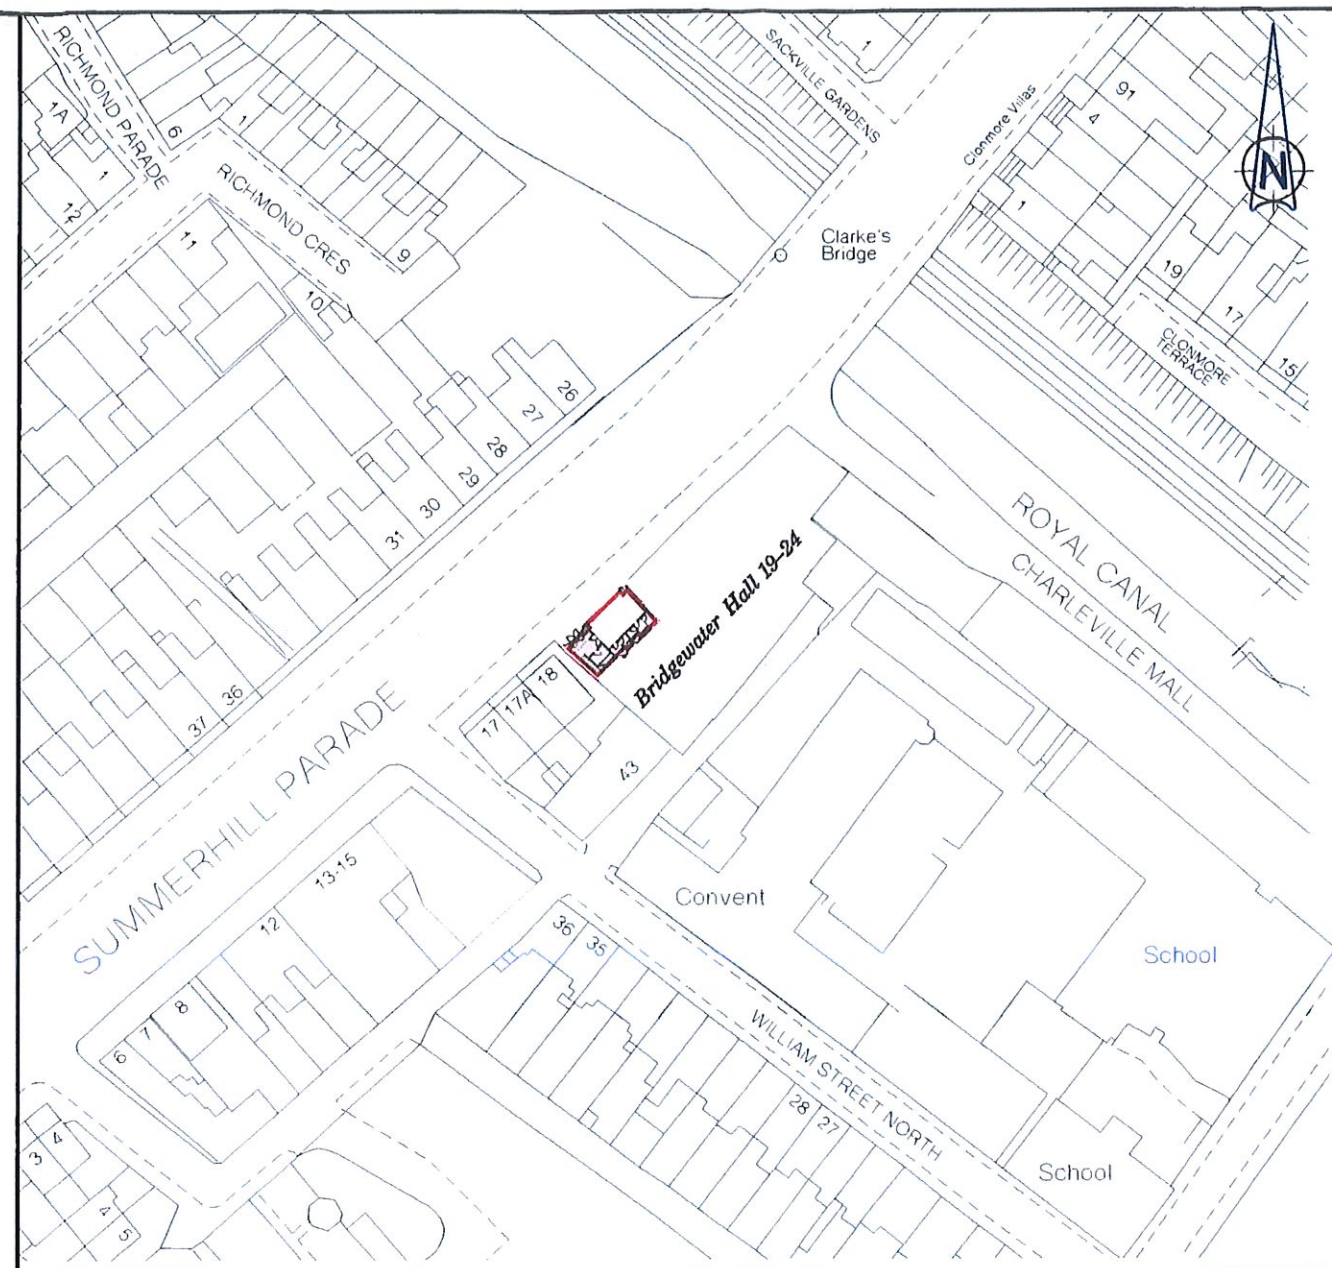 RICHMOND PARADE
1A
1
12
6
1
RICHMOND CRES
9
11
10
SACKVILLE GARDENS
1
Clonmore Villas
91
4
1
N
Clarke's
Bridge
19
17
15
CLONMORE
TERRACE
26
27
28
29
30
31
36
37
ROYAL CANAL
CHARLEVILLE MALL
Bridgewater Hall 19-24
18
17A
17
43
SUMMERHILL PARADE
13-15
12
8
7
6
Convent
School
36
35
WILLIAM STREET NORTH
28
27
School
4
3
4
5